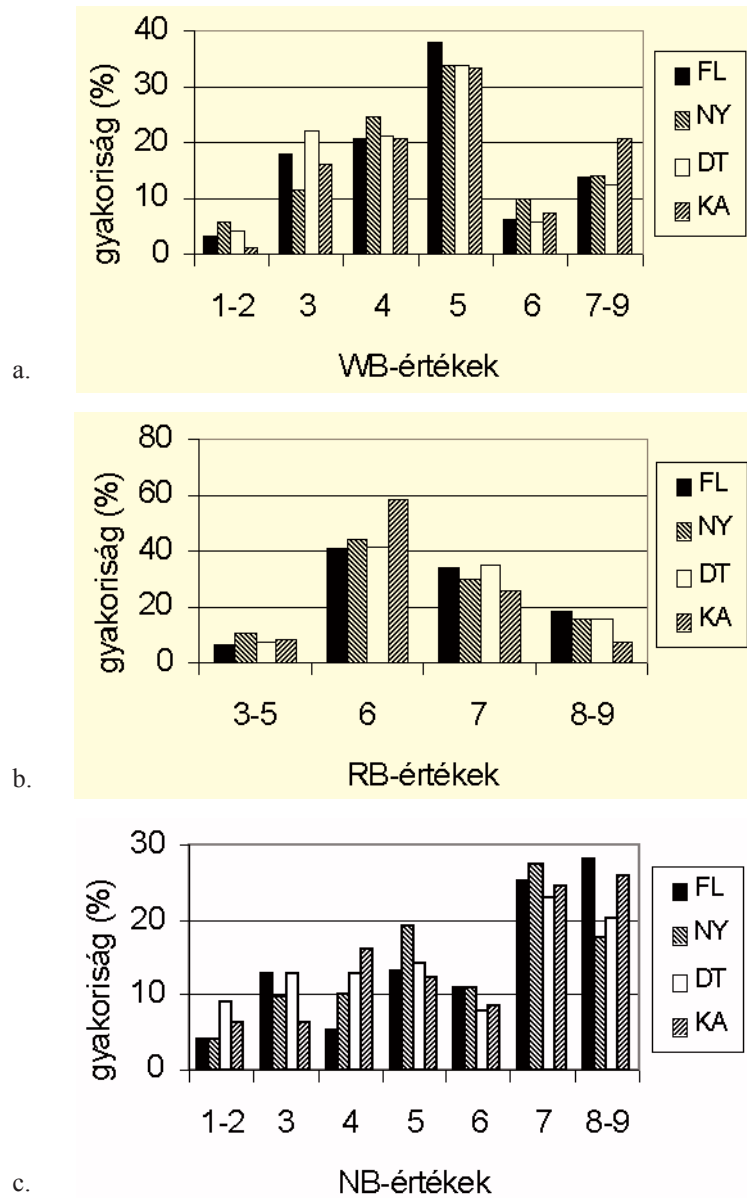 gyakoriság (%)
40
30
20
10
0
1-2 3 4 5 6 7-9
WB-értékek
FL
NY
DT
KA
a.
gyakoriság (%)
80
60
40
20
0
3-5 6 7 8-9
RB-értékek
FL
NY
DT
KA
b.
gyakoriság (%)
30
20
10
0
1-2 3 4 5 6 7 8-9
NB-értékek
FL
NY
DT
KA
c.